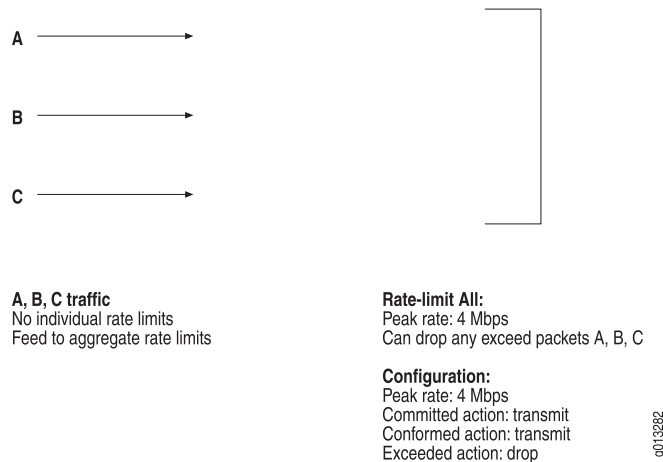 A
B
C
A, B, C traffic
No individual rate limits
Feed to aggregate rate limits
Rate-limit All:
Peak rate: 4 Mbps
Can drop any exceed packets A, B, C
Configuration:
Peak rate: 4 Mbps
Committed action: transmit
Conformed action: transmit
Exceeded action: drop
g013282